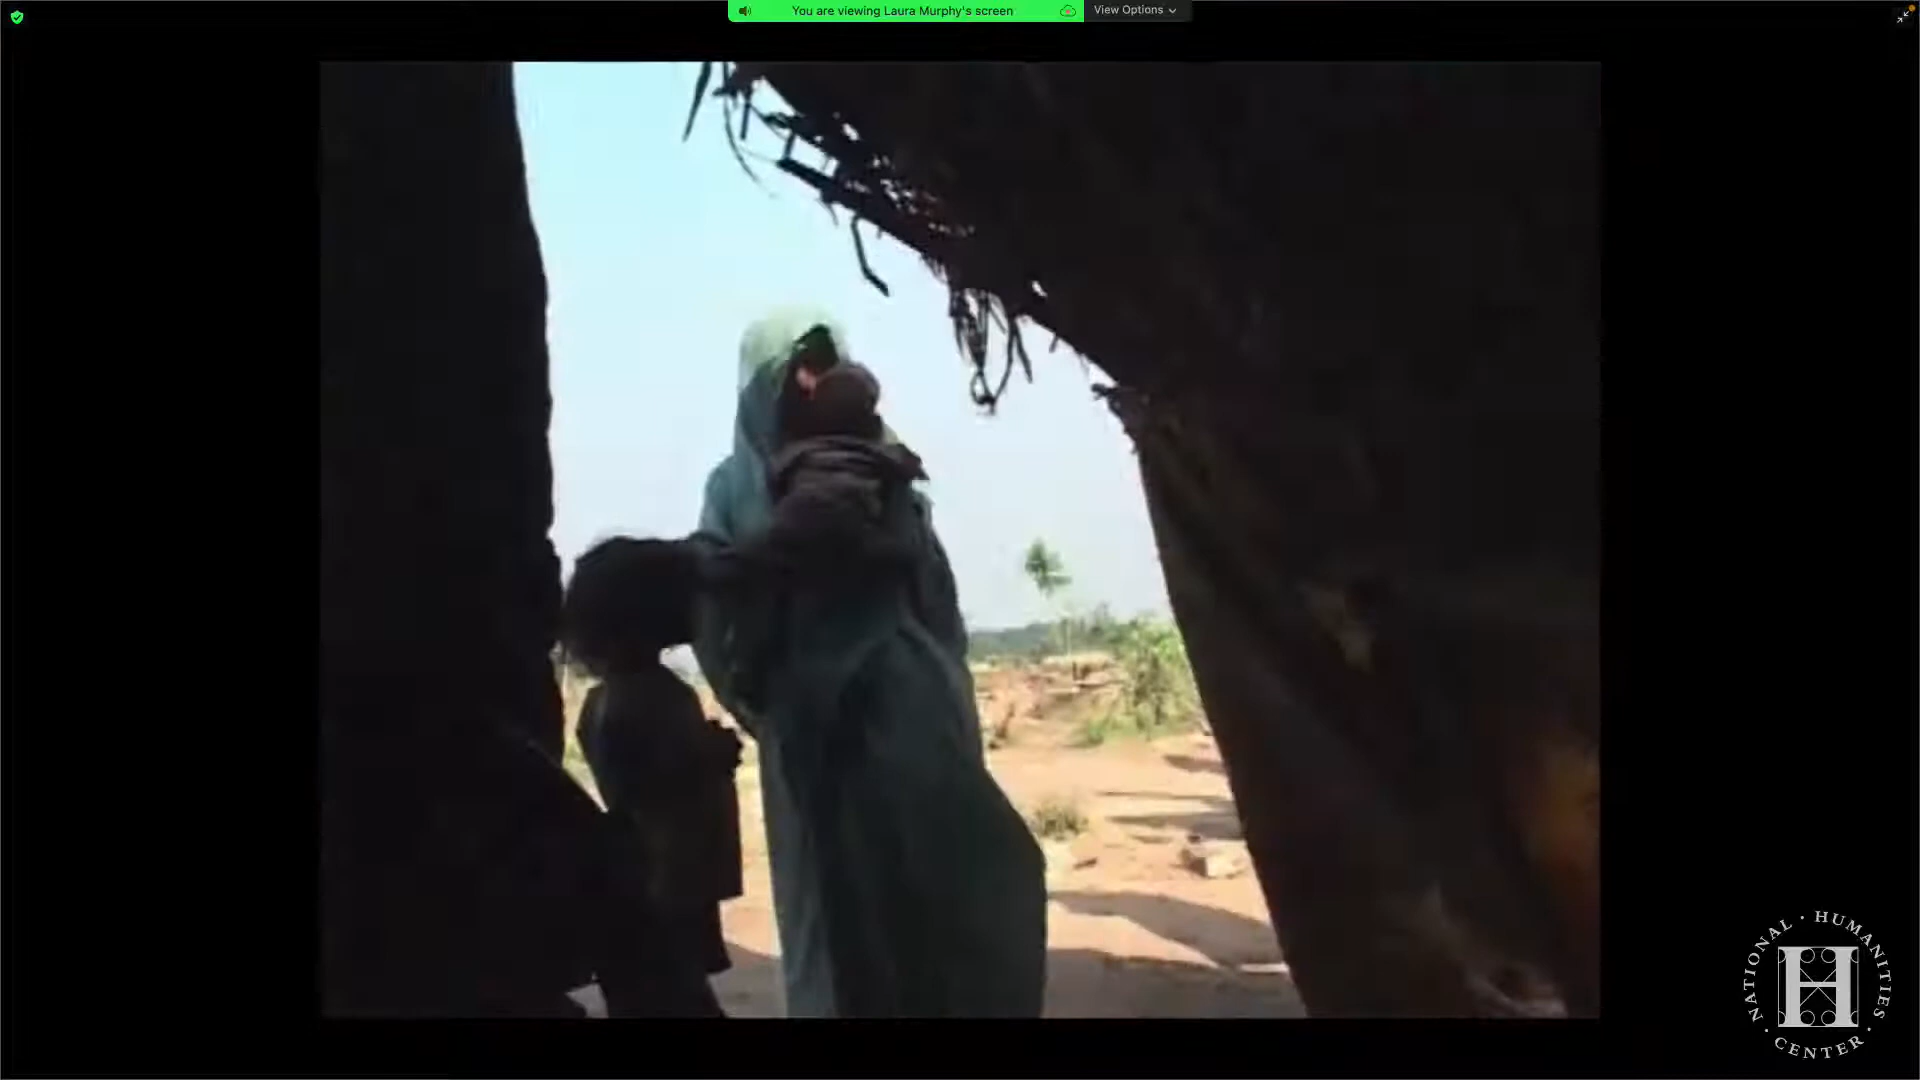 You are viewing Laura Murphy's screen
View Options
NATIONAL · HUMANITIES · CENTER ·
H